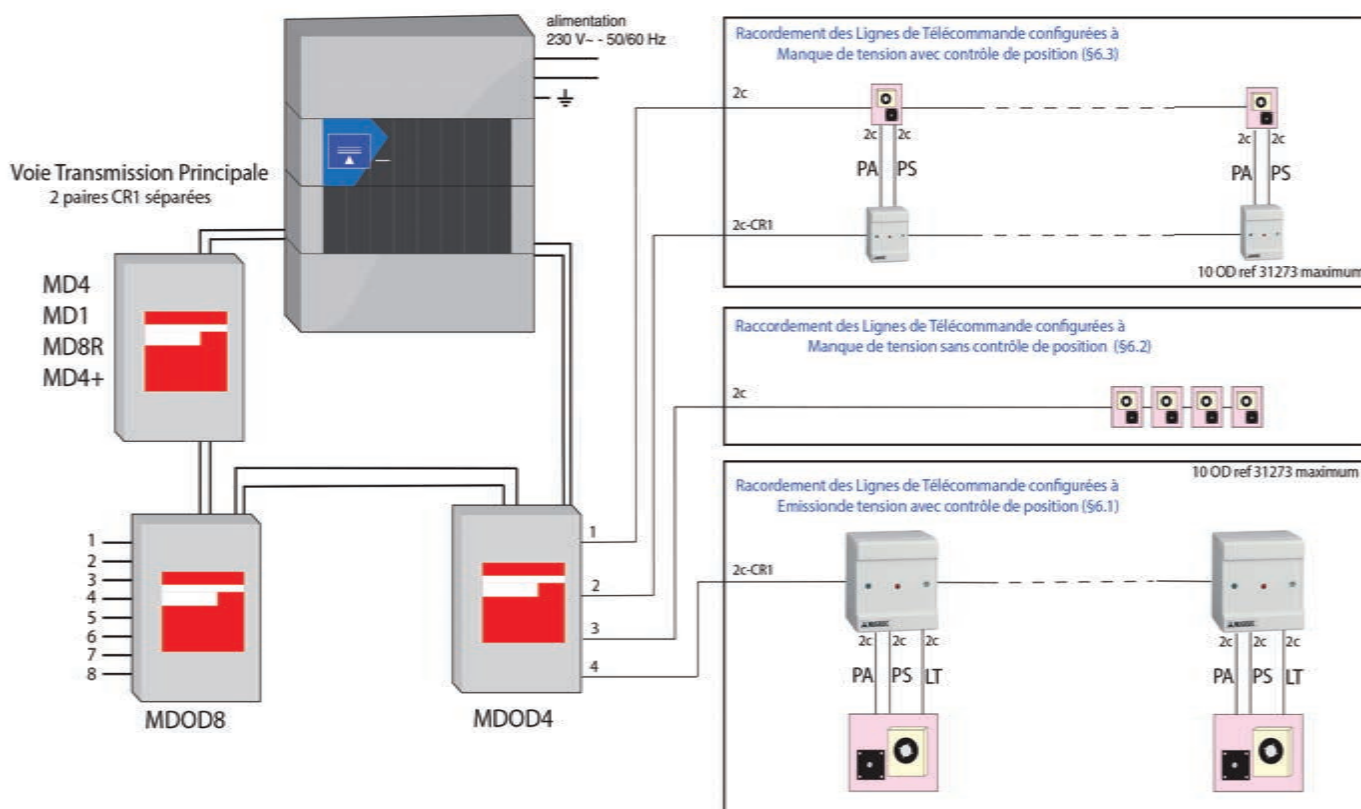 alimentation
230 V~ - 50/60 Hz
Voie Transmission Principale
2 paires CR1 séparées
MD4
MD1
MD8R
MD4+
1
2
3
4
5
6
7
8
MDOD8
1
2
3
4
MDOD4
Racordement des Lignes de Télécommande configurées à
Manque de tension avec contrôle de position (§6.3)
2c
2c 2c
PA PS
2c 2c
PA PS
2c-CR1
10 OD ref 31273 maximum
Raccordement des Lignes de Télécommande configurées à
Manque de tension sans contrôle de position (§6.2)
2c
10 OD ref 31273 maximum
Racordement des Lignes de Télécommande configurées à
Emissionde tension avec contrôle de position (§6.1)
2c-CR1
2c 2c 2c
PA PS LT
2c 2c 2c
PA PS LT